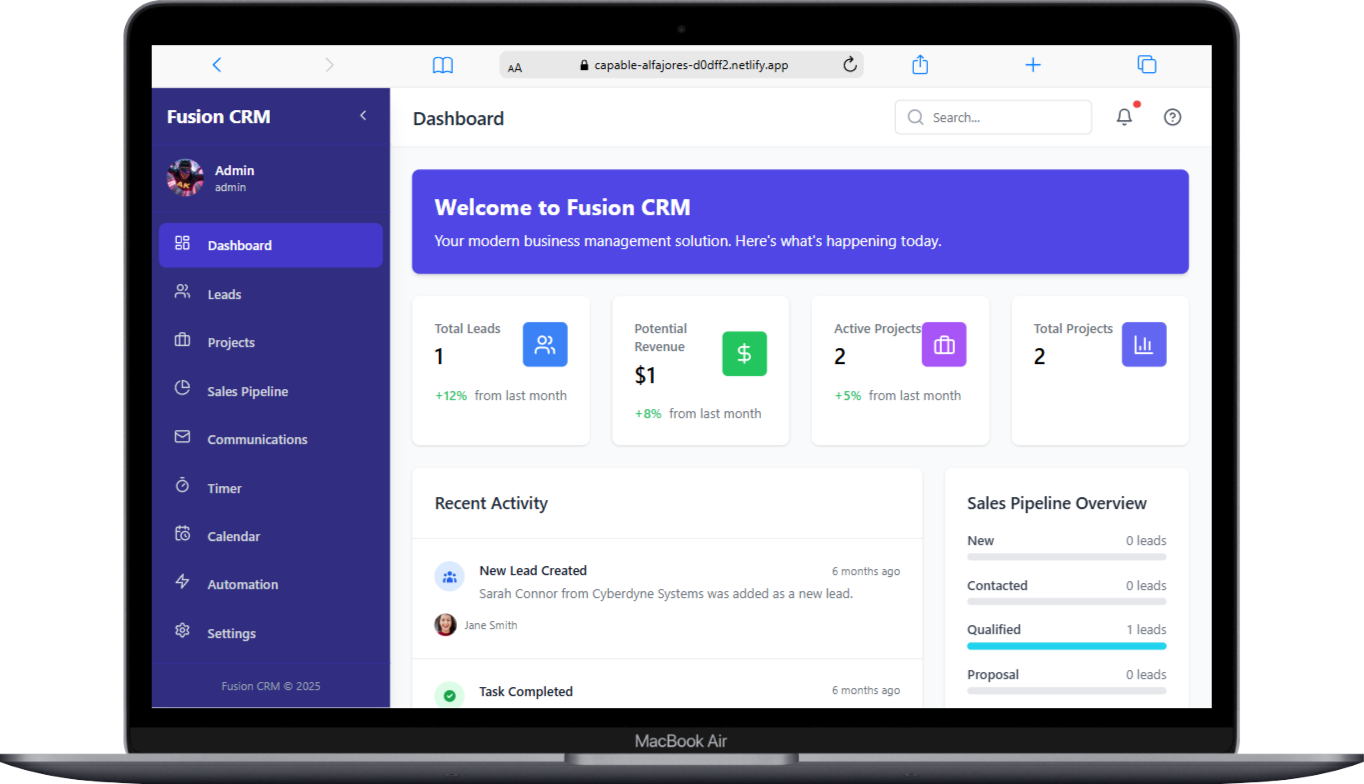 AA capable-alfajores-d0dff2.netlify.app
Fusion CRM
Admin
admin
Dashboard
Leads
Projects
Sales Pipeline
Communications
Timer
Calendar
Automation
Settings
Fusion CRM © 2025
Dashboard
Search...
Welcome to Fusion CRM
Your modern business management solution. Here's what's happening today.
Total Leads
1
+12% from last month
Potential
Revenue
$1
+8% from last month
Active Projects
2
+5% from last month
Total Projects
2
Recent Activity
New Lead Created 6 months ago
Sarah Connor from Cyberdyne Systems was added as a new lead.
Jane Smith
Task Completed 6 months ago
Sales Pipeline Overview
New 0 leads
Contacted 0 leads
Qualified 1 leads
Proposal 0 leads
MacBook Air